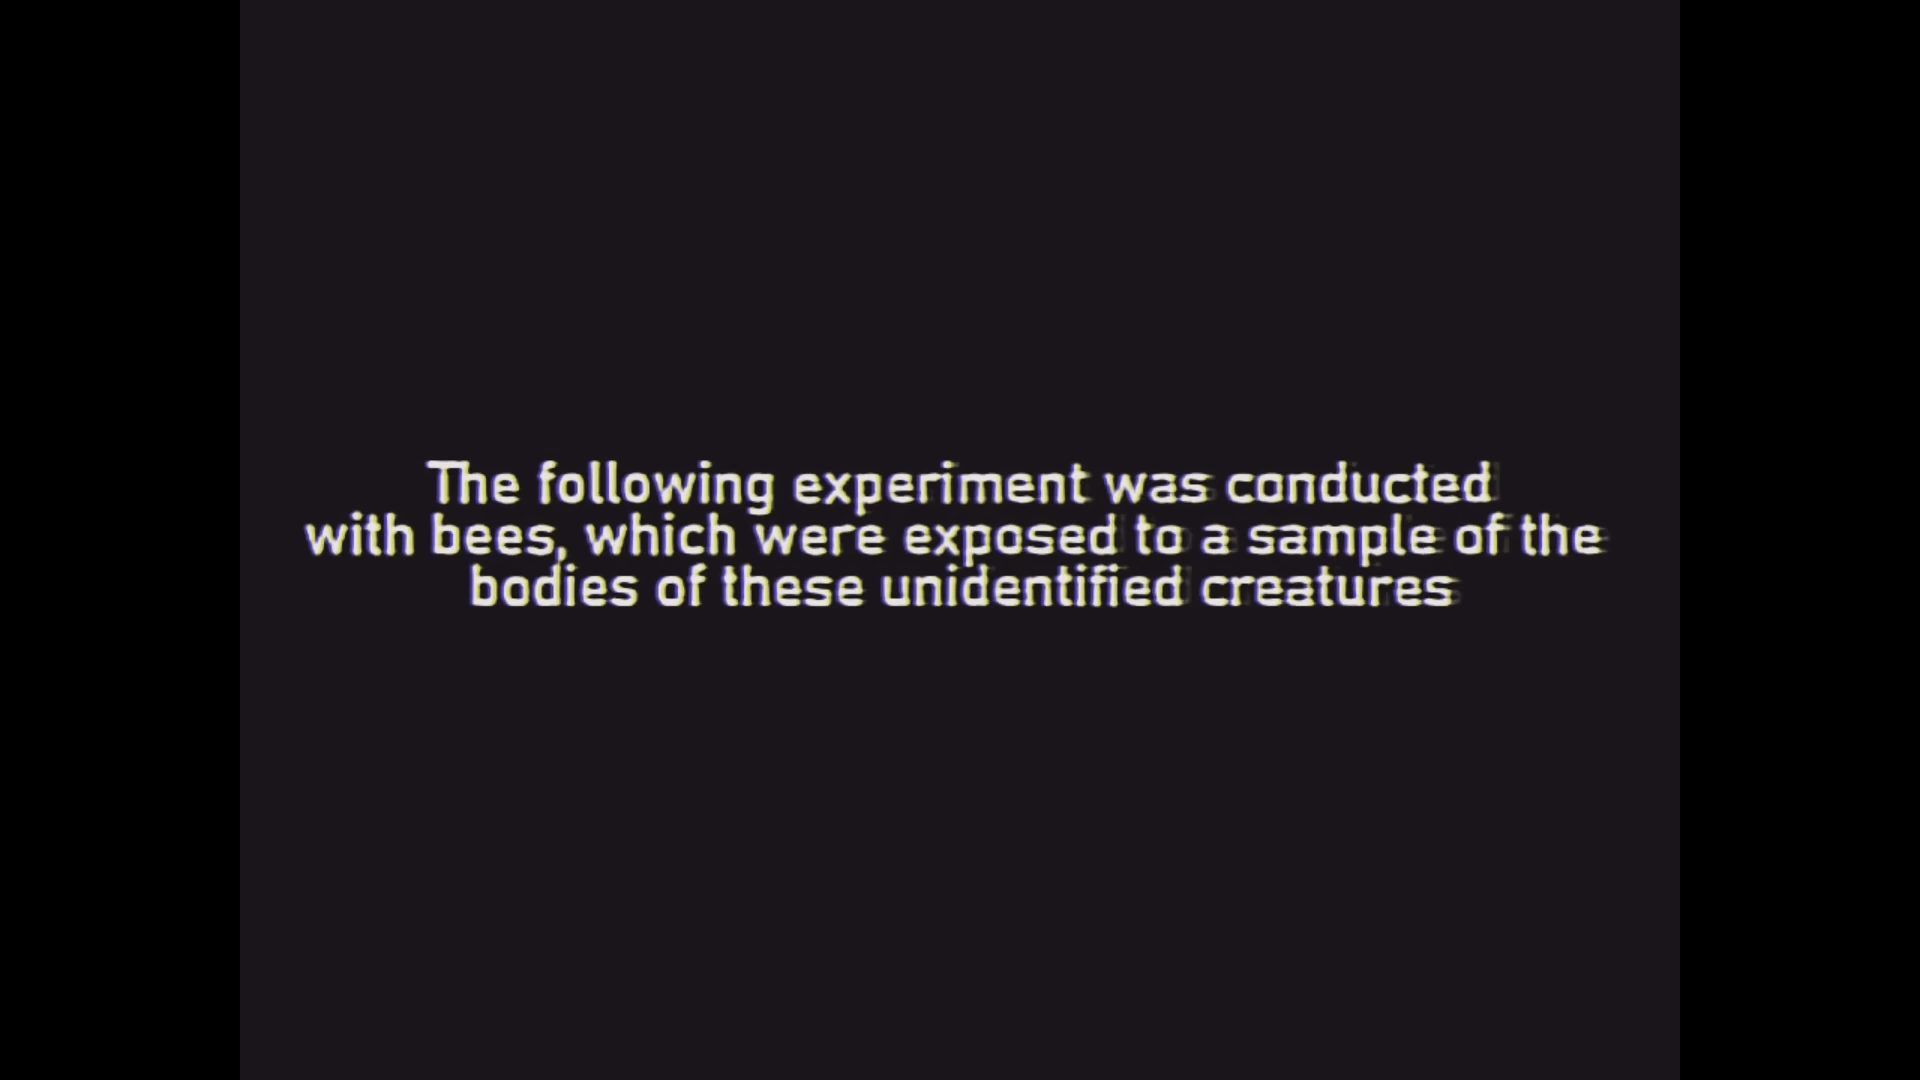 The following experiment was conducted
with bees, which were exposed to a sample of the
bodies of these unidentified creatures